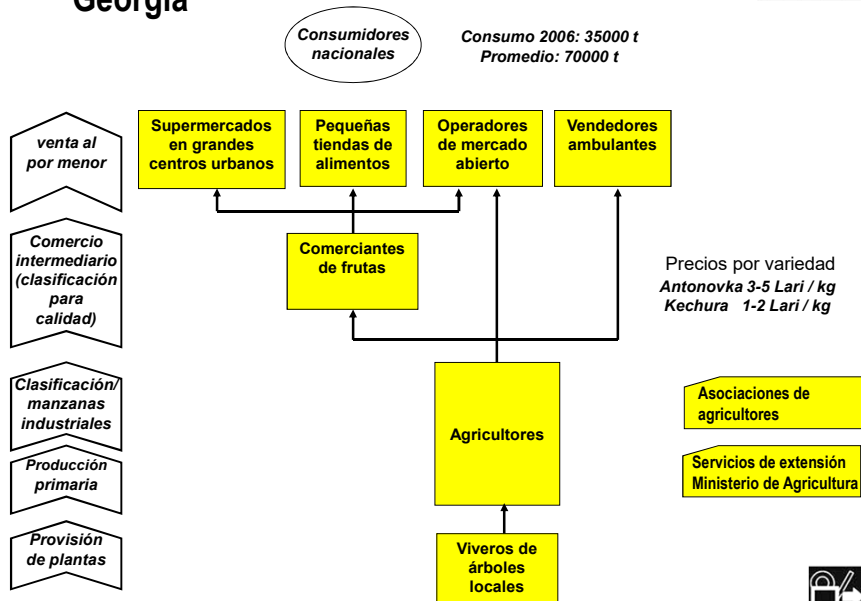 Georgia
Consumidores
nacionales
Consumo 2006: 35000 t
Promedio: 70000 t
venta al
por menor
Supermercados
en grandes
centros urbanos
Pequeñas
tiendas de
alimentos
Operadores
de mercado
abierto
Vendedores
ambulantes
Comercio
intermediario
(clasificación
para
calidad)
Comerciantes
de frutas
Precios por variedad
Antonovka 3-5 Lari / kg
Kechura 1-2 Lari / kg
Clasificación/
manzanas
industriales
Agricultores
Asociaciones de
agricultores
Producción
primaria
Servicios de extensión
Ministerio de Agricultura
Provisión
de plantas
Viveros de
árboles
locales